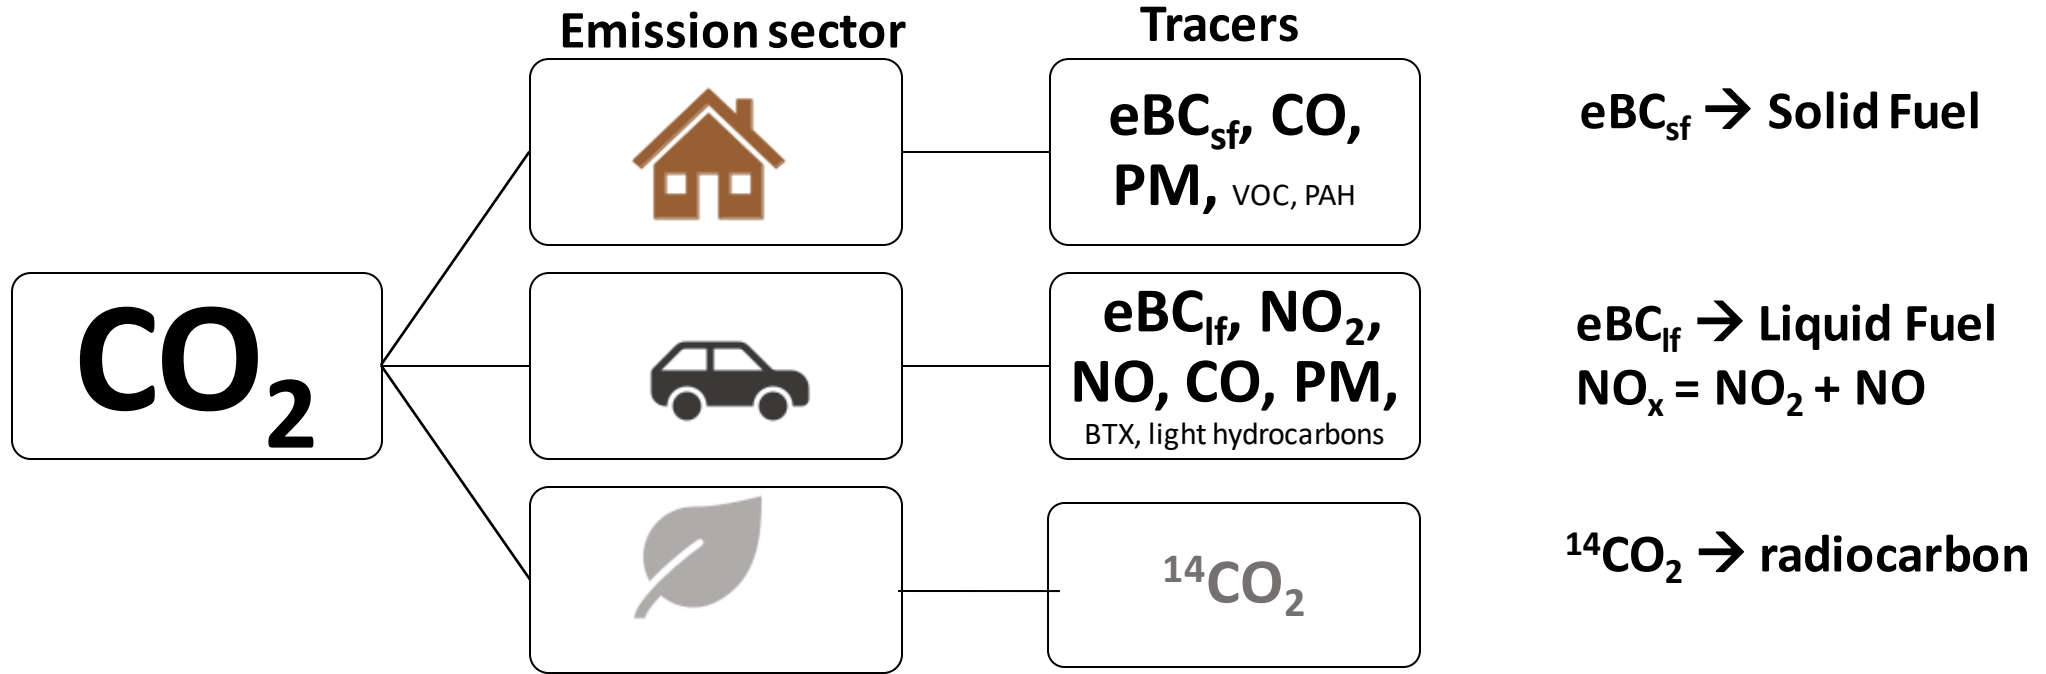 Emission sector
Tracers
eBCsf, CO,
PM, VOC, PAH
eBCsf → Solid Fuel
CO2
eBClf, NO2,
NO, CO, PM,
BTX, light hydrocarbons
eBClf → Liquid Fuel
NOx = NO2 + NO
14CO2
14CO2 → radiocarbon